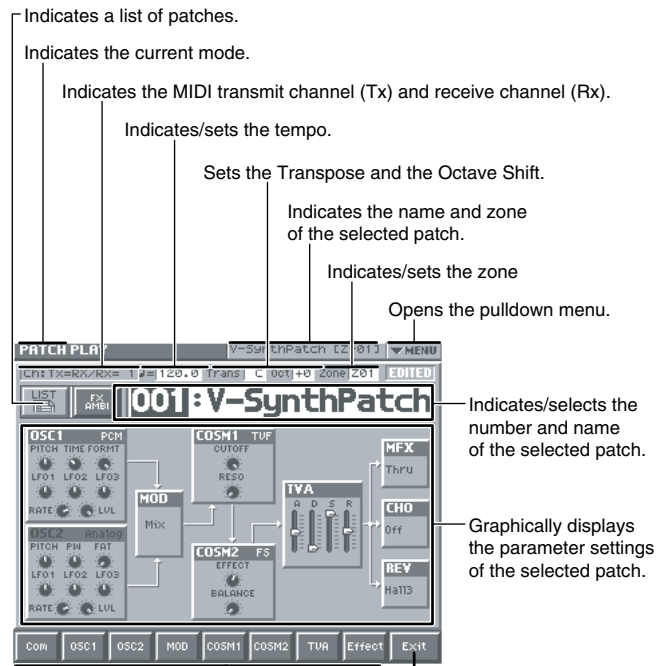 Indicates a list of patches.
Indicates the current mode.
Indicates the MIDI transmit channel (Tx) and receive channel (Rx).
Indicates/sets the tempo.
Sets the Transpose and the Octave Shift.
Indicates the name and zone
of the selected patch.
Indicates/sets the zone
Opens the pulldown menu.
PATCH PLAY V-SynthPatch [Z-01] MENU
Ch:Tx=RX/Rx= 1 ♩= 120.0 Trans C Oct +0 Zone Z01 EDITED
LIST
FX
AMBI
001:V-SynthPatch
Indicates/selects the
number and name
of the selected patch.
OSC1 PCM
PITCH TIME FORMT
LFO1 LFO2 LFO3
RATE LVL
OSC2 Analog
PITCH PW FAT
LFO1 LFO2 LFO3
RATE LVL
MOD
Mix
COSM1 TVF
CUTOFF
RESO
COSM2 FS
EFFECT
BALANCE
TVA
A D S R
MFX
Thru
CHO
Off
REV
Hall3
Graphically displays
the parameter settings
of the selected patch.
Com OSC1 OSC2 MOD COSM1 COSM2 TVA Effect Exit